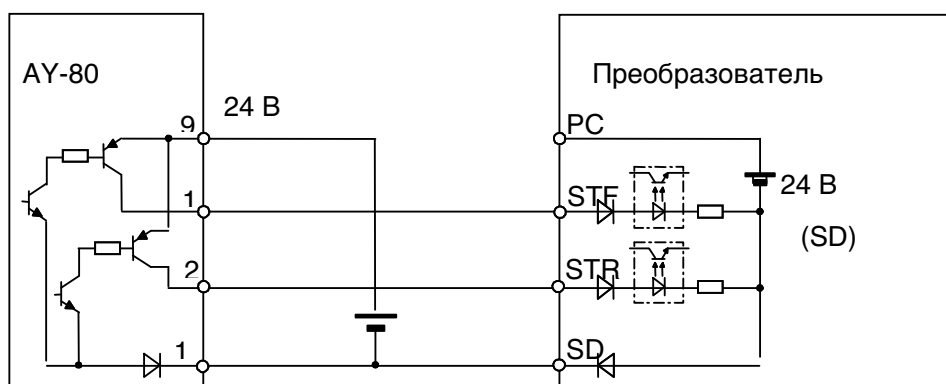 AY-80
24 В
9
1
2
1
Преобразователь
PC
STF
24 В
(SD)
STR
SD